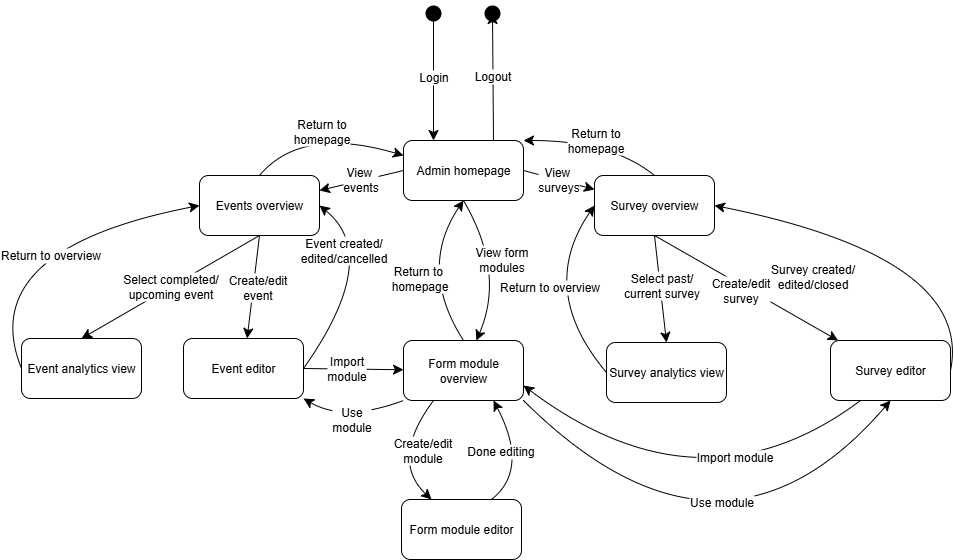 Login
Logout
Return to
homepage
Return to
homepage
Admin homepage
View
events
View
surveys
Events overview
Survey overview
Event created/
edited/cancelled
View form
modules
Return to overview
Return to
homepage
Select completed/
upcoming event
Create/edit
event
Return to overview
Select past/
current survey
Create/edit
survey
Survey created/
edited/closed
Event analytics view
Event editor
Import
module
Form module
overview
Survey analytics view
Survey editor
Use
module
Create/edit
module
Done editing
Import module
Use module
Form module editor